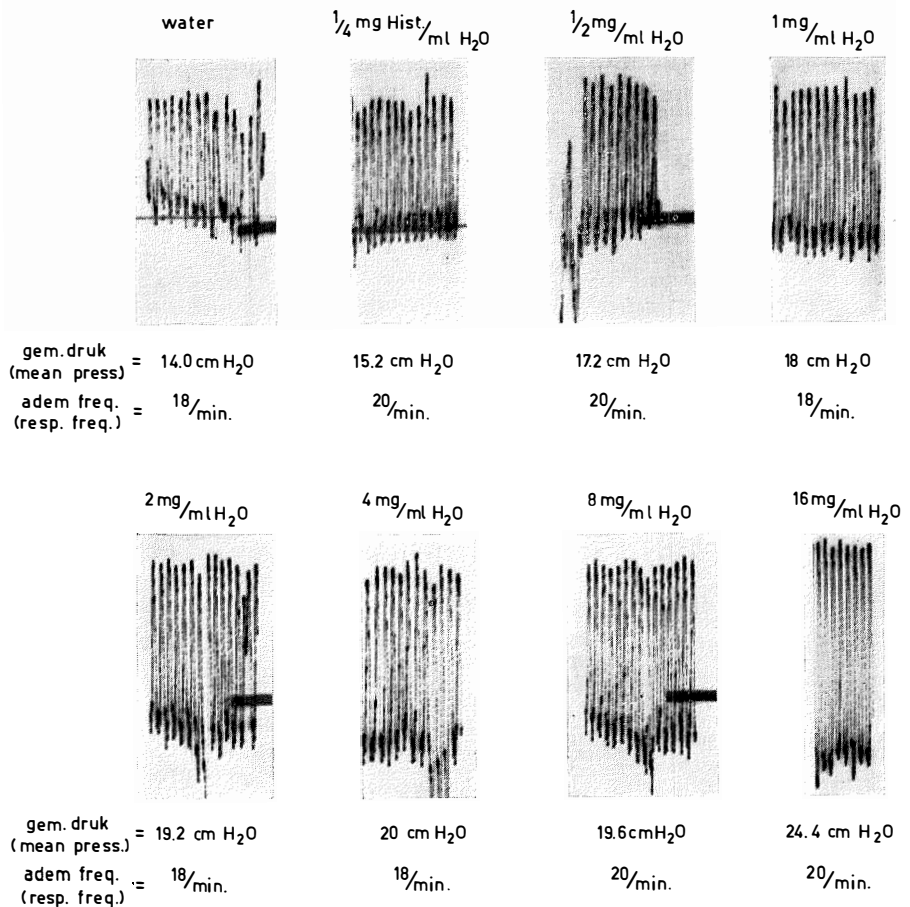 water 1/4 mg Hist./ml H2O 1/2 mg/ml H2O 1 mg/ml H2O
gem. druk
(mean press) = 14.0 cm H2O 15.2 cm H2O 17.2 cm H2O 18 cm H2O
adem freq.
(resp. freq.) = 18/min. 20/min. 20/min. 18/min.
2 mg/ml H2O 4 mg/ml H2O 8 mg/ml H2O 16 mg/ml H2O
gem. druk
(mean press.) = 19.2 cm H2O 20 cm H2O 19.6 cm H2O 24.4 cm H2O
adem freq.
(resp. freq.) = 18/min. 18/min. 20/min. 20/min.